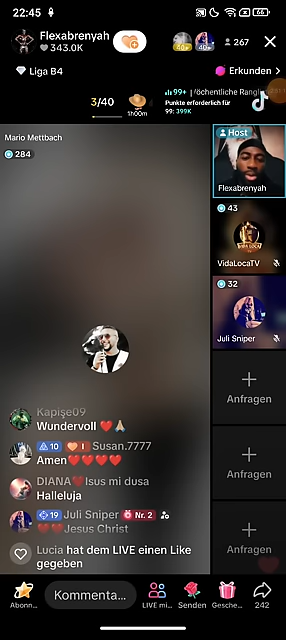 22:45
66
Flexabrenyah
343.0K
40+
40+
267
Liga B4
Erkunden
3/40
1h00m
99+
Punkte erforderlich für
99: 399K
Mario Mettbach
284
Host
Flexabrenyah
43
VidaLocaTV
32
Juli Sniper
Anfragen
Anfragen
Anfragen
Kapişe09
Wundervoll ❤️🙏🏼
10 I Susan.7777
Amen❤️❤️❤️❤️
DIANA❤️Isus mi dusa
Halleluja
19 Juli Sniper Nr. 2
❤️❤️Jesus Christ
Lucia hat dem LIVE einen Like
gegeben
Abonn...
Kommenta...
LIVE mi...
Senden
Gesche...
242